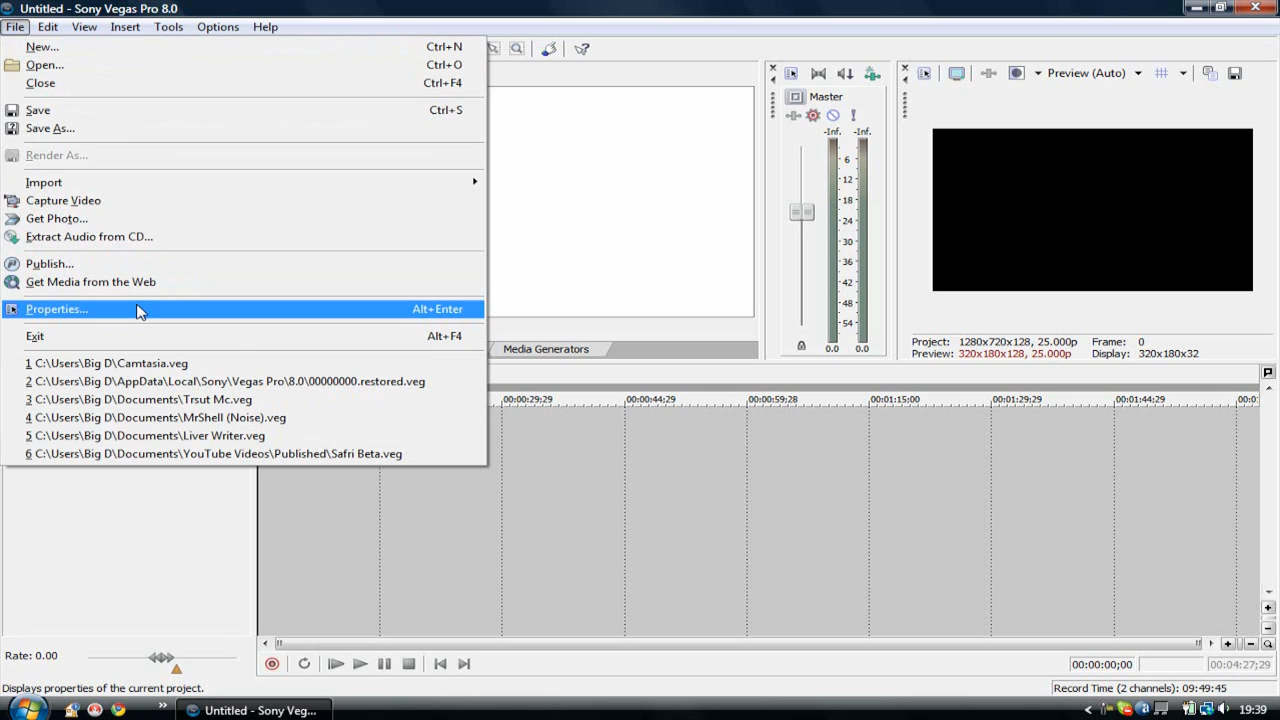 Untitled - Sony Vegas Pro 8.0
File Edit View Insert Tools Options Help
New... Ctrl+N
Open... Ctrl+O
Close Ctrl+F4
Save Ctrl+S
Save As...
Render As...
Import
Capture Video
Get Photo...
Extract Audio from CD...
Publish...
Get Media from the Web
Properties... Alt+Enter
Exit Alt+F4
1 C:\Users\Big D\Camtasia.veg
2 C:\Users\Big D\AppData\Local\Sony\Vegas Pro\8.0\00000000.restored.veg
3 C:\Users\Big D\Documents\Trsut Mc.veg
4 C:\Users\Big D\Documents\MrShell (Noise).veg
5 C:\Users\Big D\Documents\Liver Writer.veg
6 C:\Users\Big D\Documents\YouTube Videos\Published\Safri Beta.veg
Master
-Inf. -Inf.
6
12
18
24
30
36
42
48
54
0.0 0.0
Preview (Auto)
Project: 1280x720x128, 25.000p Frame: 0
Preview: 320x180x128, 25.000p Display: 320x180x32
Media Generators
00:00:29;29 00:00:44;29 00:00:59;28 00:01:15:00 00:01:29;29 00:01:44;29
Rate: 0.00
00:00:00;00 00:04:27;29
Displays properties of the current project.
Record Time (2 channels): 09:49:45
Untitled - Sony Veg...
19:39